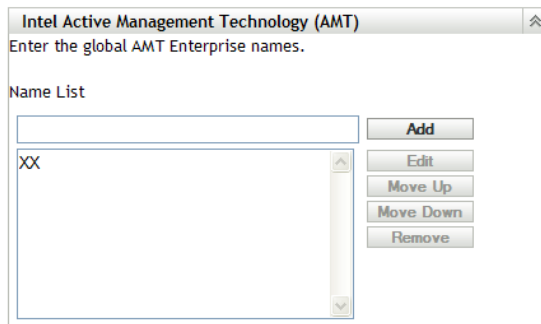 Intel Active Management Technology (AMT)
Enter the global AMT Enterprise names.
Name List
Add
XX
Edit
Move Up
Move Down
Remove